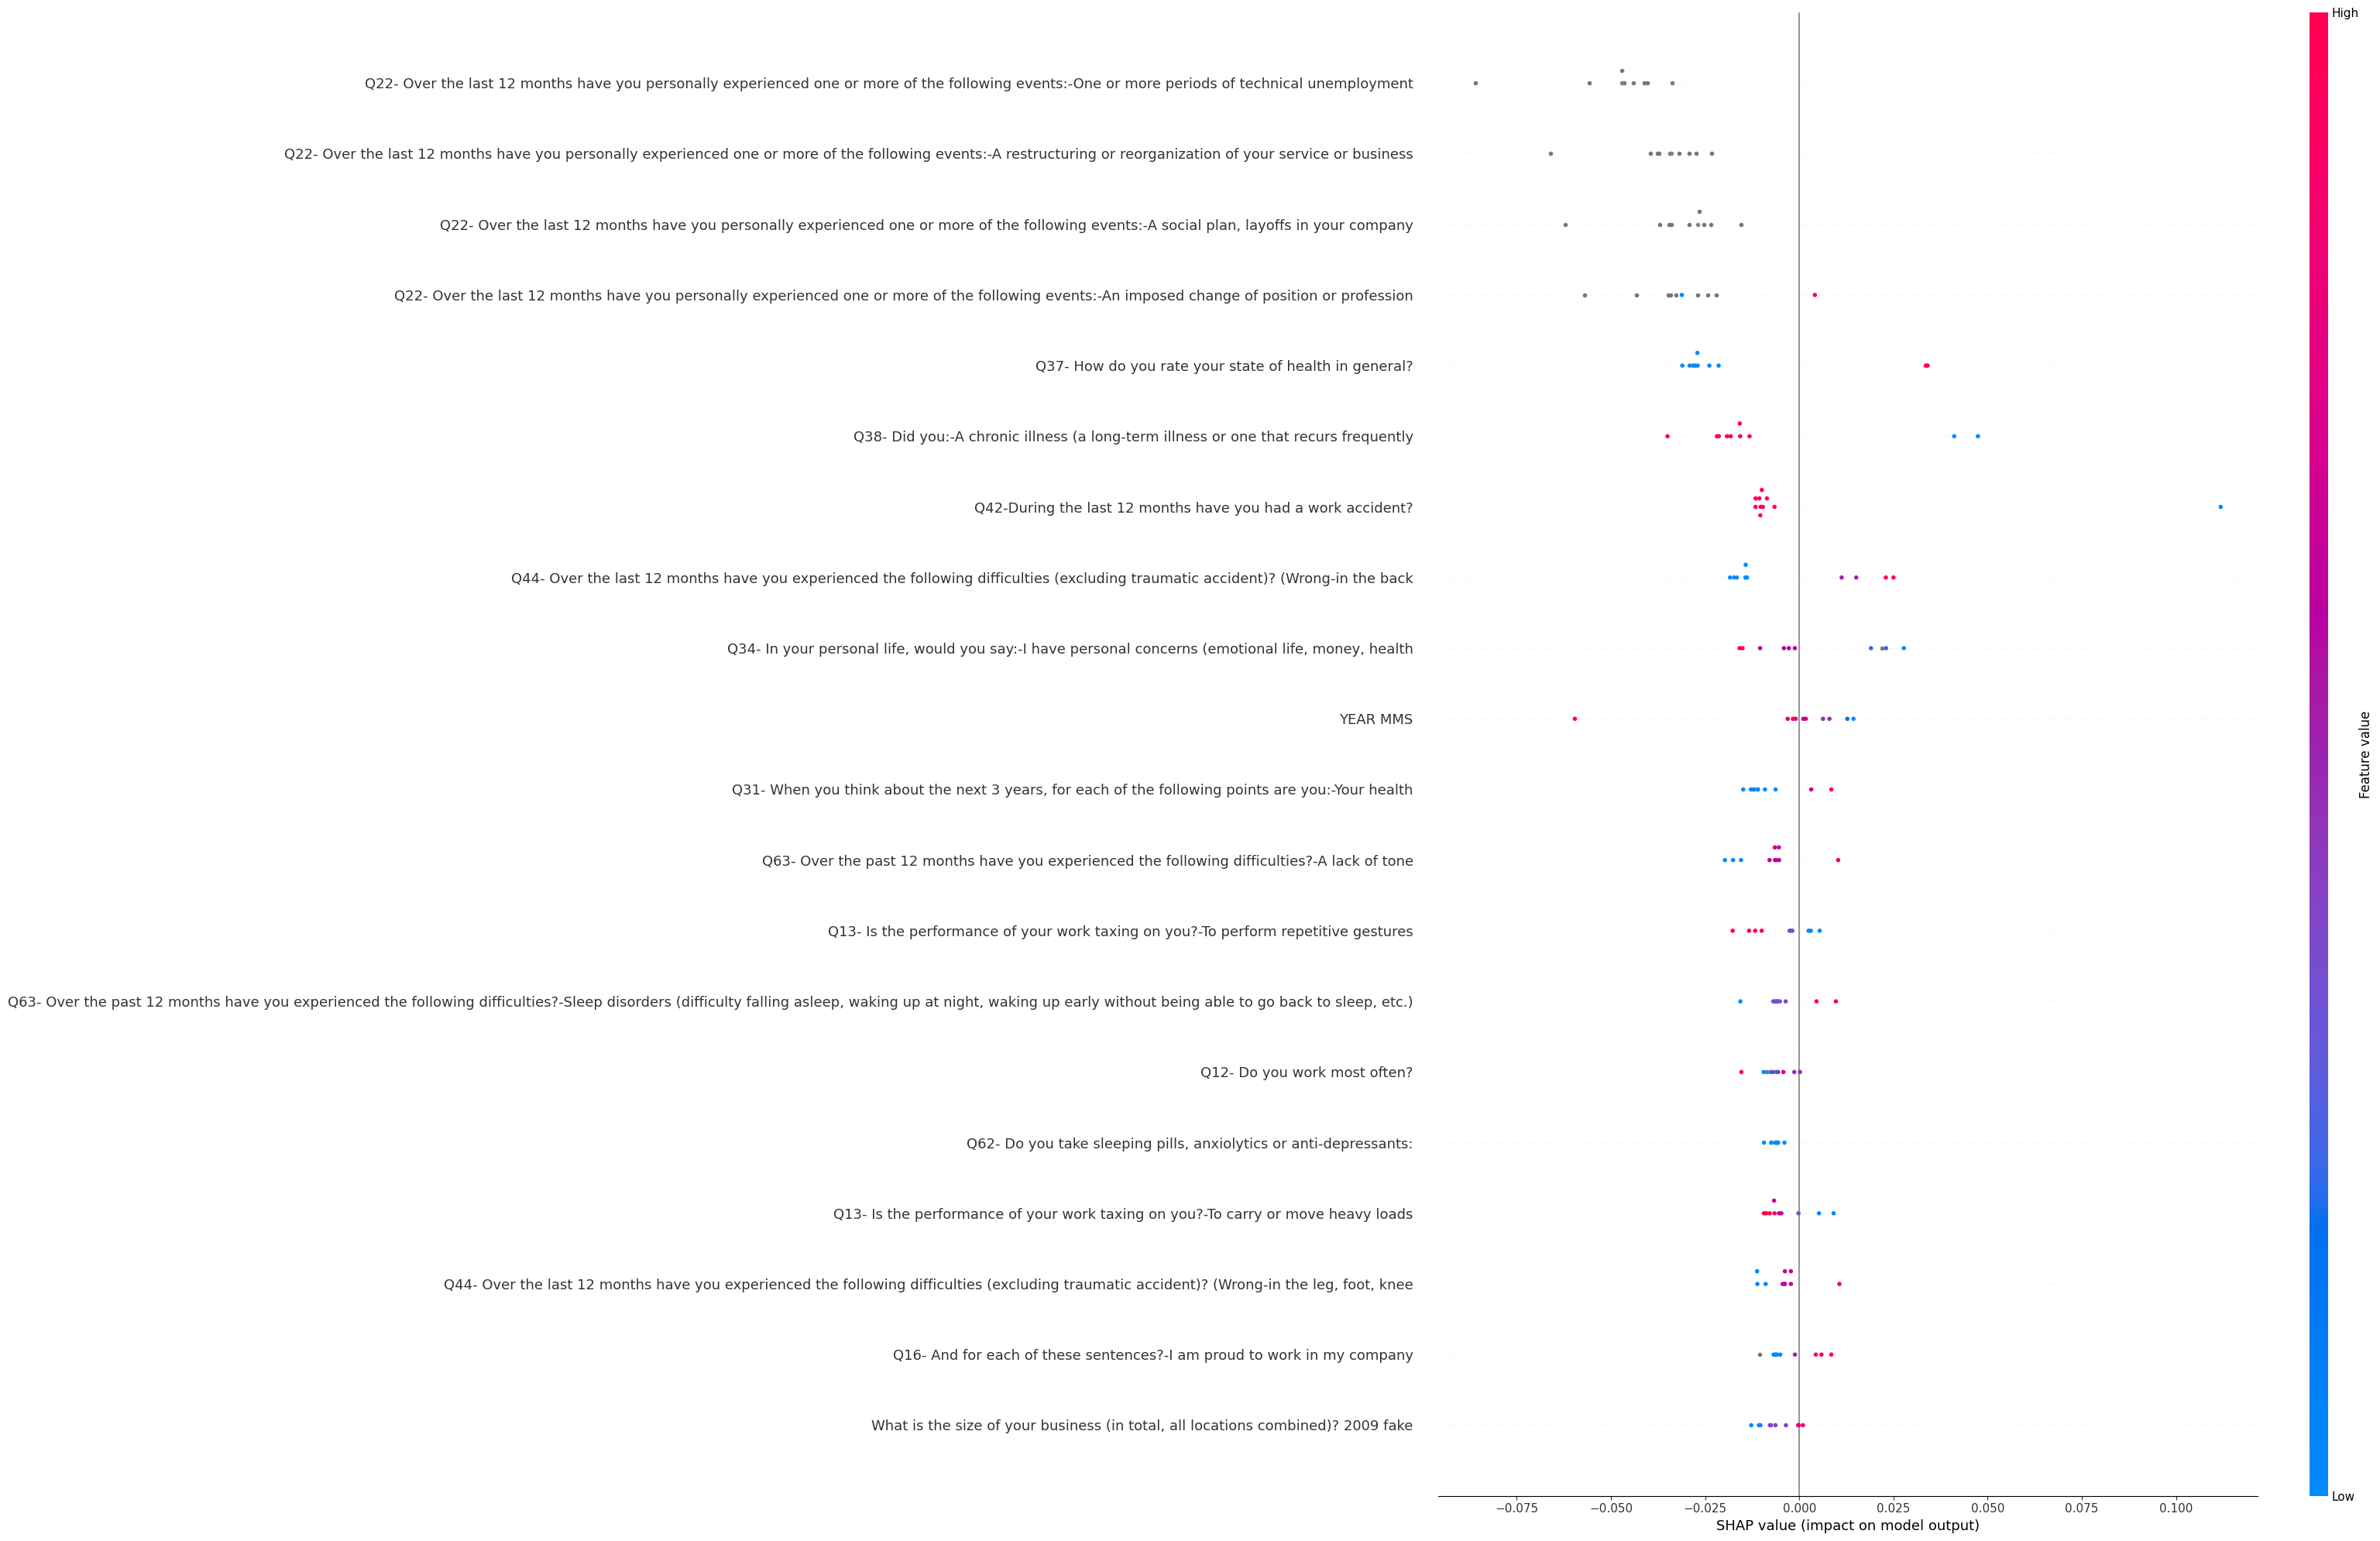 High
Q22- Over the last 12 months have you personally experienced one or more of the following events:-One or more periods of technical unemployment
Q22- Over the last 12 months have you personally experienced one or more of the following events:-A restructuring or reorganization of your service or business
Q22- Over the last 12 months have you personally experienced one or more of the following events:-A social plan, layoffs in your company
Q22- Over the last 12 months have you personally experienced one or more of the following events:-An imposed change of position or profession
Q37- How do you rate your state of health in general?
Q38- Did you:-A chronic illness (a long-term illness or one that recurs frequently
Q42-During the last 12 months have you had a work accident?
Q44- Over the last 12 months have you experienced the following difficulties (excluding traumatic accident)? (Wrong-in the back
Q34- In your personal life, would you say:-I have personal concerns (emotional life, money, health
YEAR MMS
Q31- When you think about the next 3 years, for each of the following points are you:-Your health
Q63- Over the past 12 months have you experienced the following difficulties?-A lack of tone
Q13- Is the performance of your work taxing on you?-To perform repetitive gestures
Q63- Over the past 12 months have you experienced the following difficulties?-Sleep disorders (difficulty falling asleep, waking up at night, waking up early without being able to go back to sleep, etc.)
Q12- Do you work most often?
Q62- Do you take sleeping pills, anxiolytics or anti-depressants:
Q13- Is the performance of your work taxing on you?-To carry or move heavy loads
Q44- Over the last 12 months have you experienced the following difficulties (excluding traumatic accident)? (Wrong-in the leg, foot, knee
Q16- And for each of these sentences?-I am proud to work in my company
What is the size of your business (in total, all locations combined)? 2009 fake
−0.075 −0.050 −0.025 0.000 0.025 0.050 0.075 0.100
SHAP value (impact on model output)
Feature value
Low